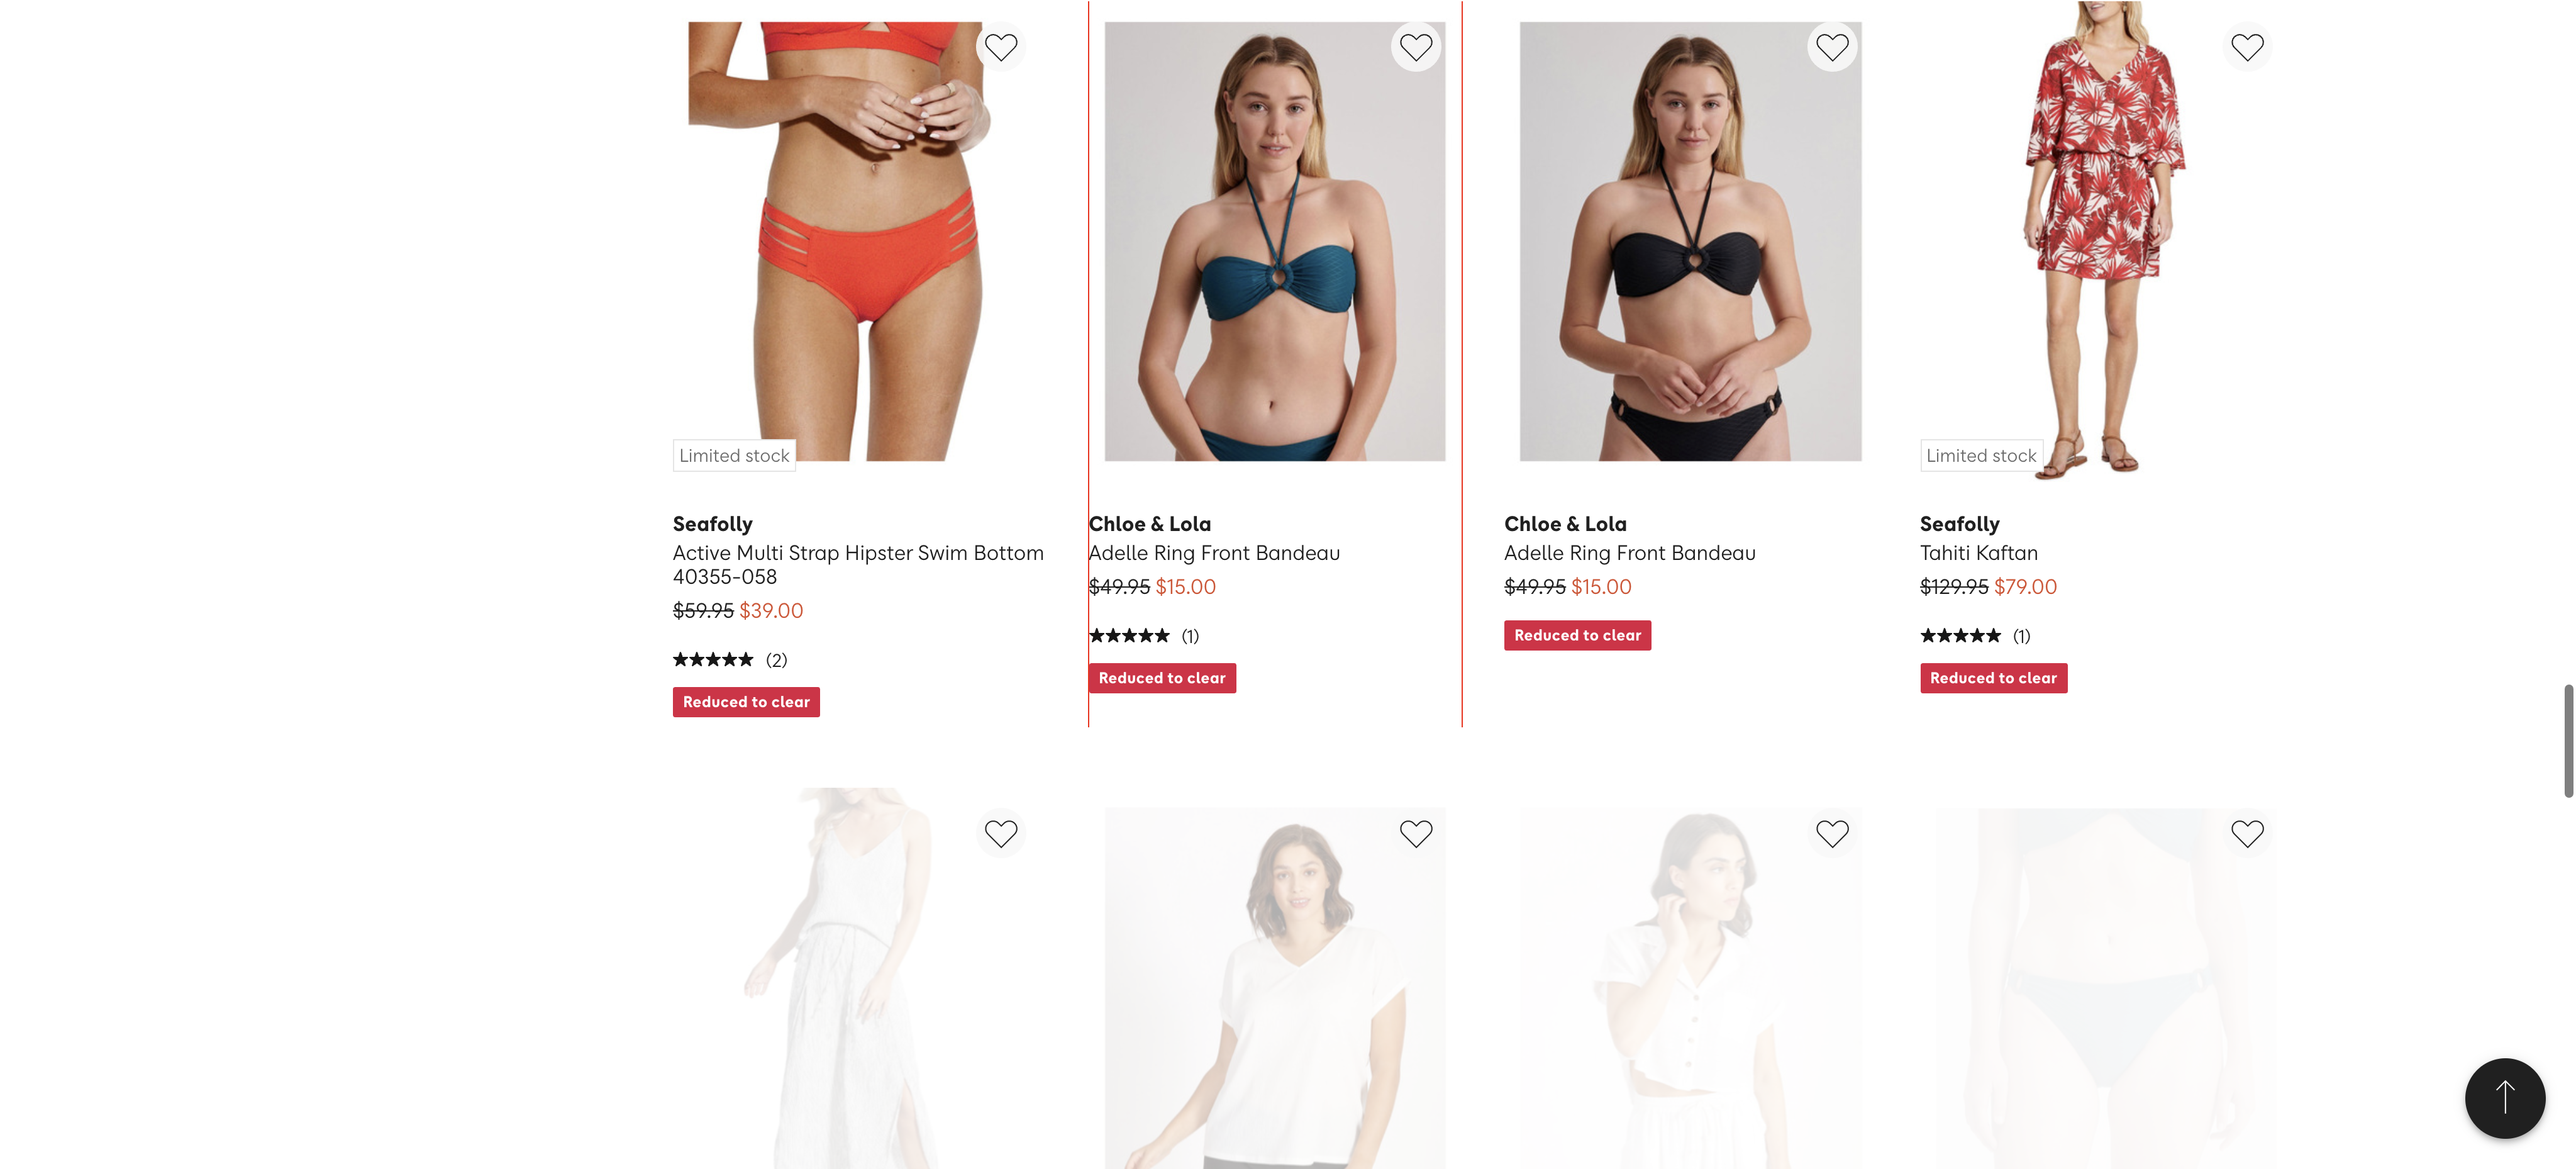 Limited stock
Seafolly
Active Multi Strap Hipster Swim Bottom
40355-058
$59.95 $39.00
(2)
Reduced to clear
Chloe & Lola
Adelle Ring Front Bandeau
$49.95 $15.00
(1)
Reduced to clear
Chloe & Lola
Adelle Ring Front Bandeau
$49.95 $15.00
Reduced to clear
Limited stock
Seafolly
Tahiti Kaftan
$129.95 $79.00
(1)
Reduced to clear